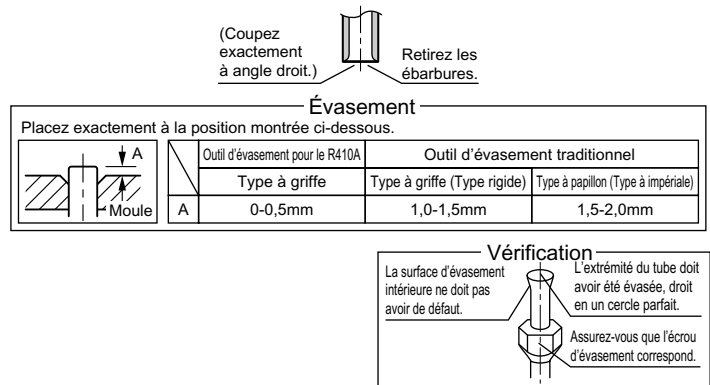 (Coupez
exactement
à angle droit.)
Retirez les
ébarbures.
Évasement
Placez exactement à la position montrée ci-dessous.
A
Moule
Outil d'évasement pour le R410A
Outil d'évasement traditionnel
Type à griffe
Type à griffe (Type rigide)
Type à papillon (Type à impériale)
A
0-0,5mm
1,0-1,5mm
1,5-2,0mm
Vérification
La surface d'évasement
intérieure ne doit pas
avoir de défaut.
L'extrémité du tube doit
avoir été évasée, droit
en un cercle parfait.
Assurez-vous que l'écrou
d'évasement correspond.